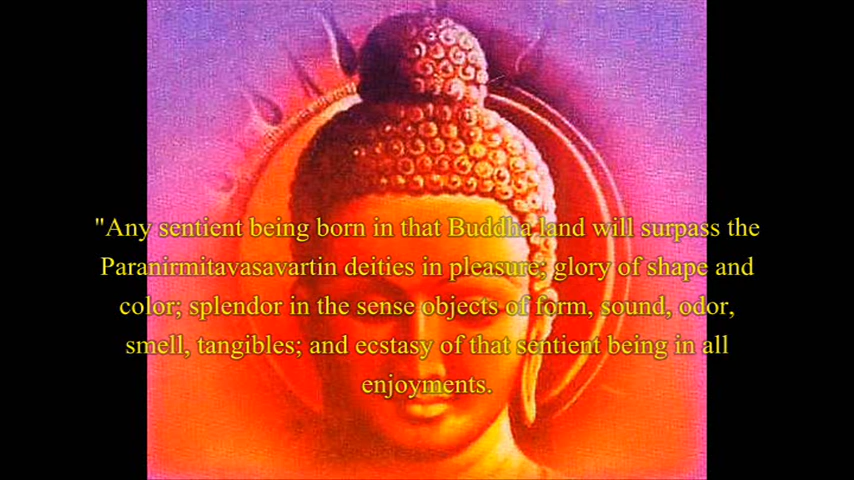 "Any sentient being born in that Buddha land will surpass the
Paranirmitavasavartin deities in pleasure; glory of shape and
color; splendor in the sense objects of form, sound, odor,
smell, tangibles; and ecstasy of that sentient being in all
enjoyments.